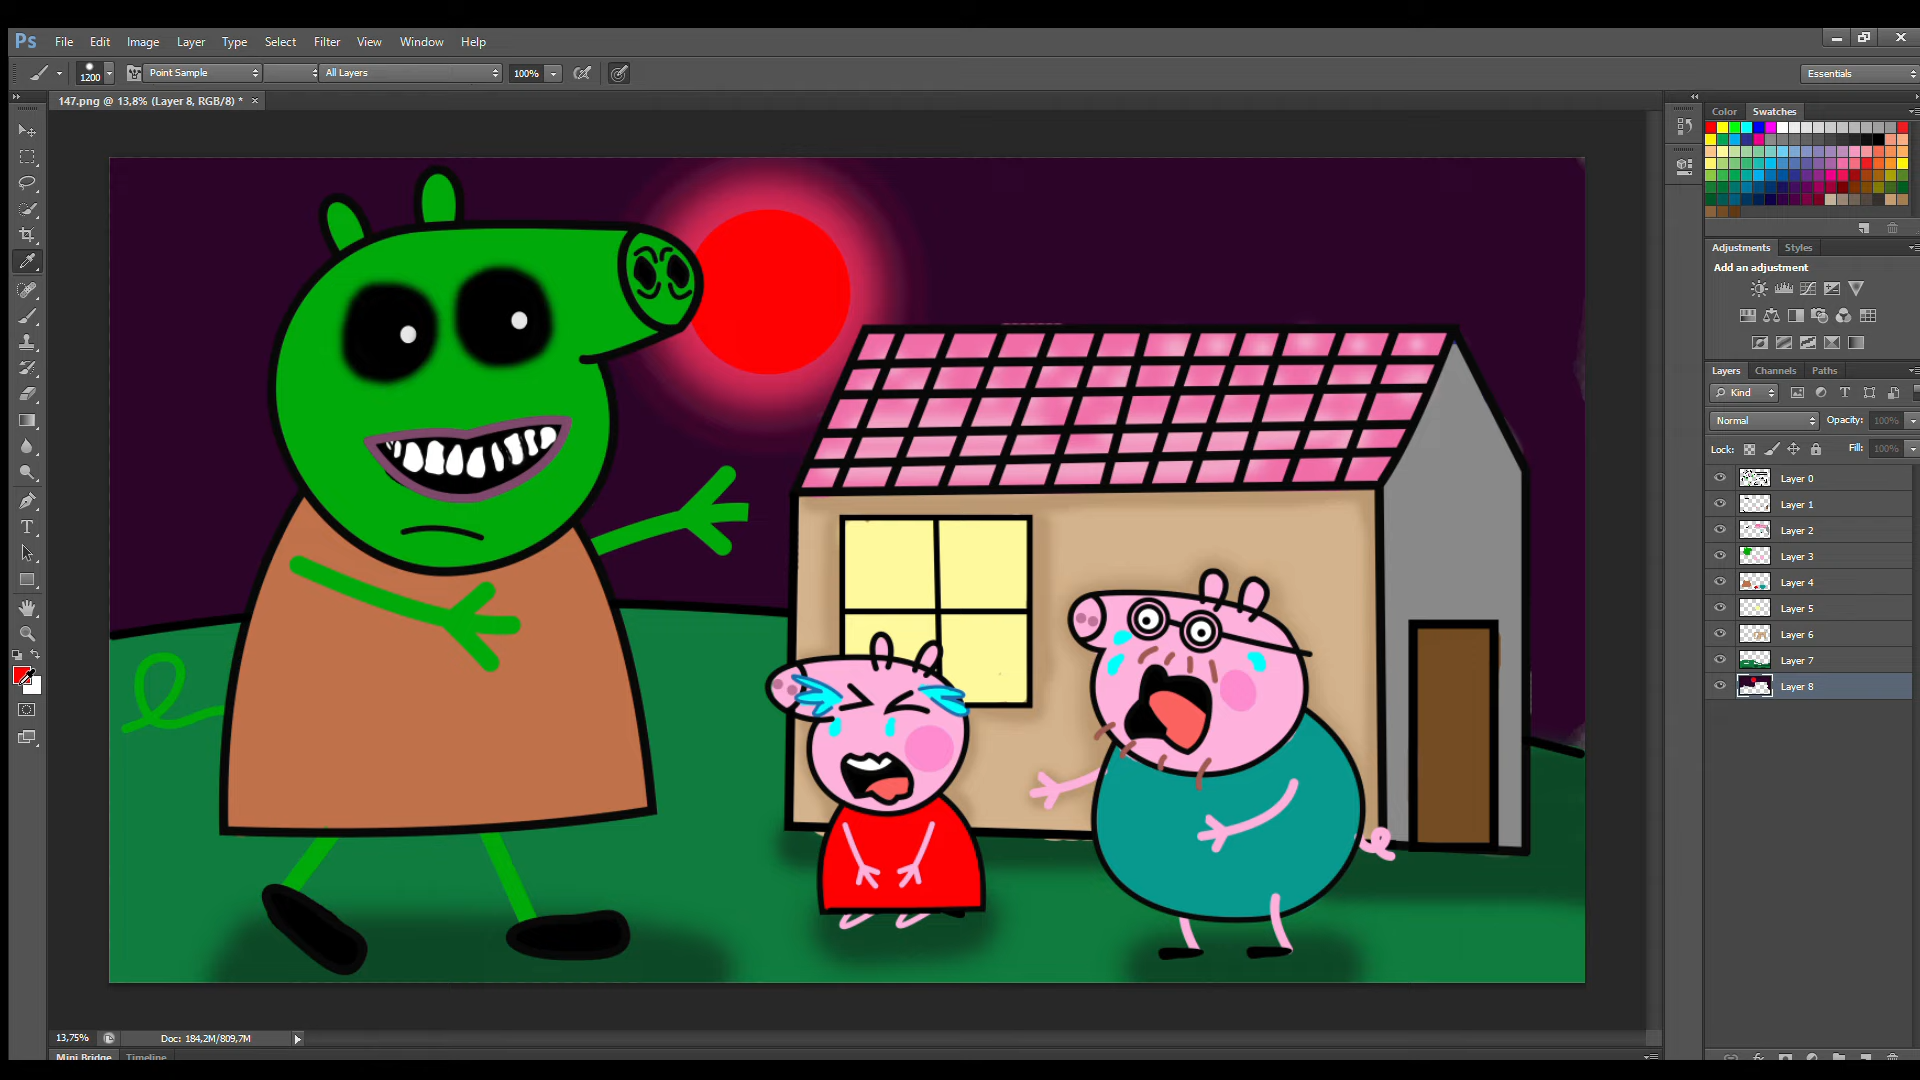 Ps File Edit Image Layer Type Select Filter View Window Help
1200 Point Sample All Layers 100% Essentials
147.png @ 13,8% (Layer 8, RGB/8) * ×
Color Swatches
Adjustments Styles
Add an adjustment
Layers Channels Paths
Kind
Normal Opacity: 100%
Lock: Fill: 100%
Layer 0
Layer 1
Layer 2
Layer 3
Layer 4
Layer 5
Layer 6
Layer 7
Layer 8
13,75% Doc: 184,2M/809,7M
Mini Bridge Timeline